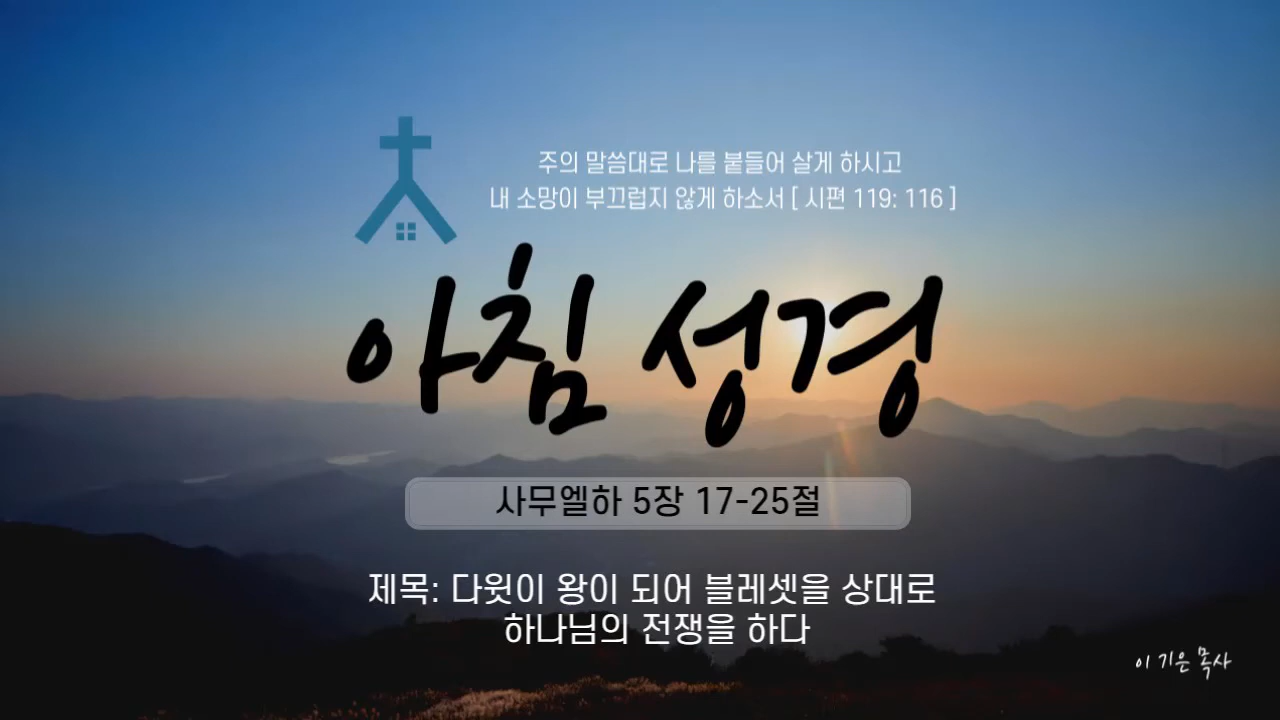 주의 말씀대로 나를 붙들어 살게 하시고
내 소망이 부끄럽지 않게 하소서 [ 시편 119: 116 ]
아침 성경
사무엘하 5장 17-25절
제목: 다윗이 왕이 되어 블레셋을 상대로
하나님의 전쟁을 하다
이 기은 목사